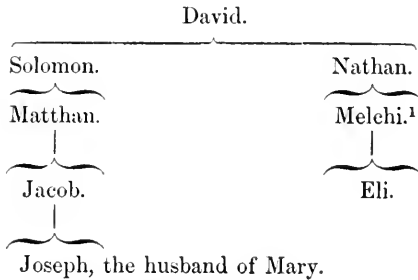 David.
Solomon. Nathan.
Matthan. Melchi.¹
Jacob. Eli.
Joseph, the husband of Mary.